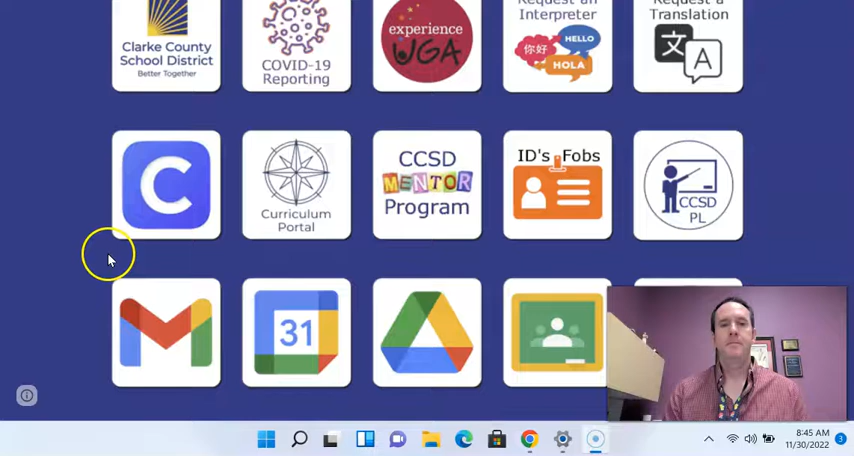 Request an
Interpreter
Request a
Translation
experience
UGA
Clarke County
School District
Better Together
COVID-19
Reporting
你好
HELLO
HOLA
文
A
C
Curriculum
Portal
CCSD
MENTOR
Program
ID's Fobs
CCSD
PL
31
8:45 AM
11/30/2022
3